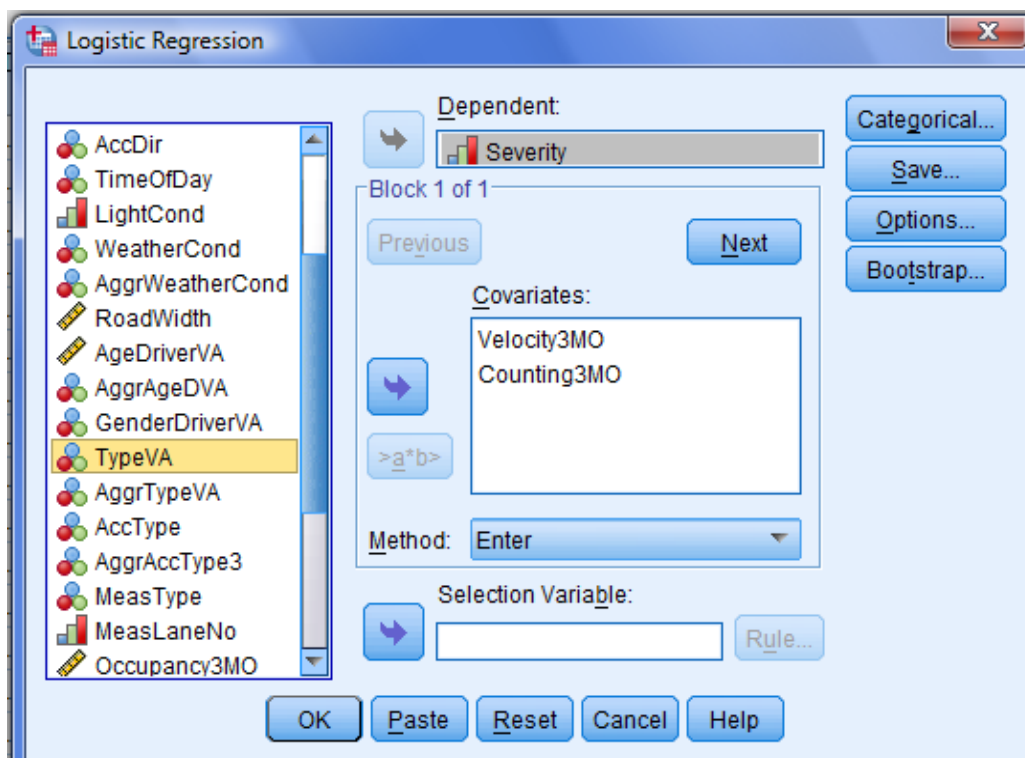 Logistic Regression
AccDir
TimeOfDay
LightCond
WeatherCond
AggrWeatherCond
RoadWidth
AgeDriverVA
AggrAgeDVA
GenderDriverVA
TypeVA
AggrTypeVA
AccType
AggrAccType3
MeasType
MeasLaneNo
Occupancy3MO
Dependent:
Severity
Block 1 of 1
Previous
Next
Covariates:
Velocity3MO
Counting3MO
>a*b>
Method: Enter
Selection Variable:
Rule...
Categorical...
Save...
Options...
Bootstrap...
OK Paste Reset Cancel Help